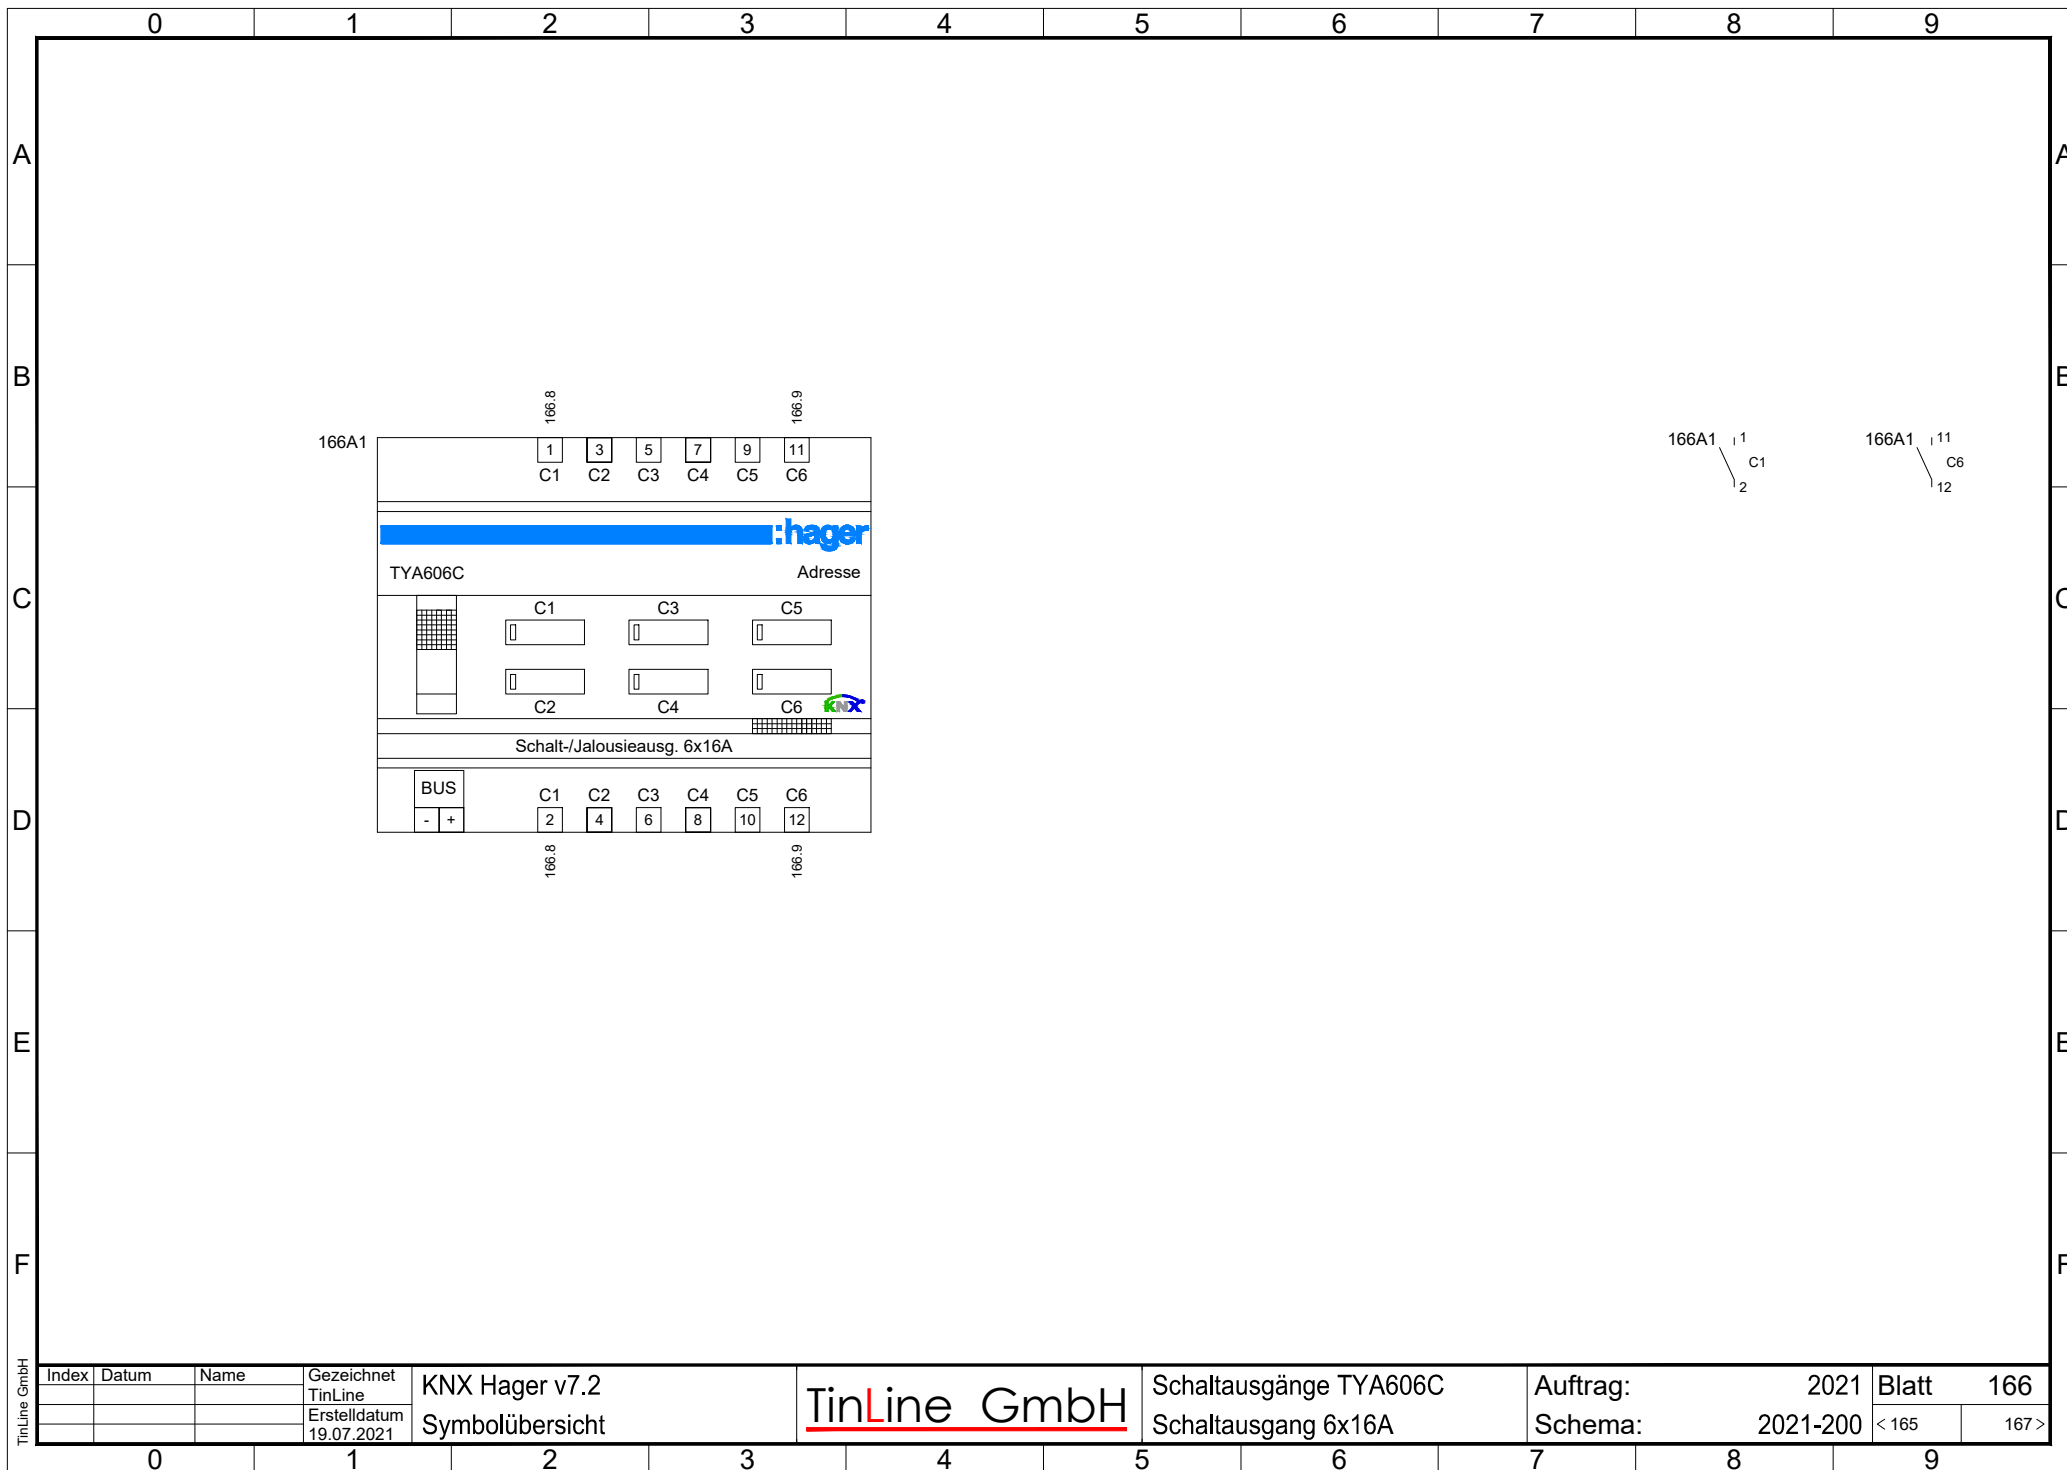 0 1 2 3 4 5 6 7 8 9
A A
B B
166.8 166.9
166A1
1 3 5 7 9 11
C1 C2 C3 C4 C5 C6
166A1 1
C1
2
166A1 11
C6
12
:hager
TYA606C Adresse
C C
C1 C3 C5
C2 C4 C6
KNX
Schalt-/Jalousieausg. 6x16A
BUS
- +
C1 C2 C3 C4 C5 C6
2 4 6 8 10 12
D D
166.8 166.9
E E
F F
TinLine GmbH
Index Datum Name
Gezeichnet
TinLine
Erstelldatum
19.07.2021
KNX Hager v7.2
Symbolübersicht
TinLine GmbH
Schaltausgänge TYA606C
Schaltausgang 6x16A
Auftrag: 2021
Schema: 2021-200
Blatt 166
< 165 167 >
0 1 2 3 4 5 6 7 8 9